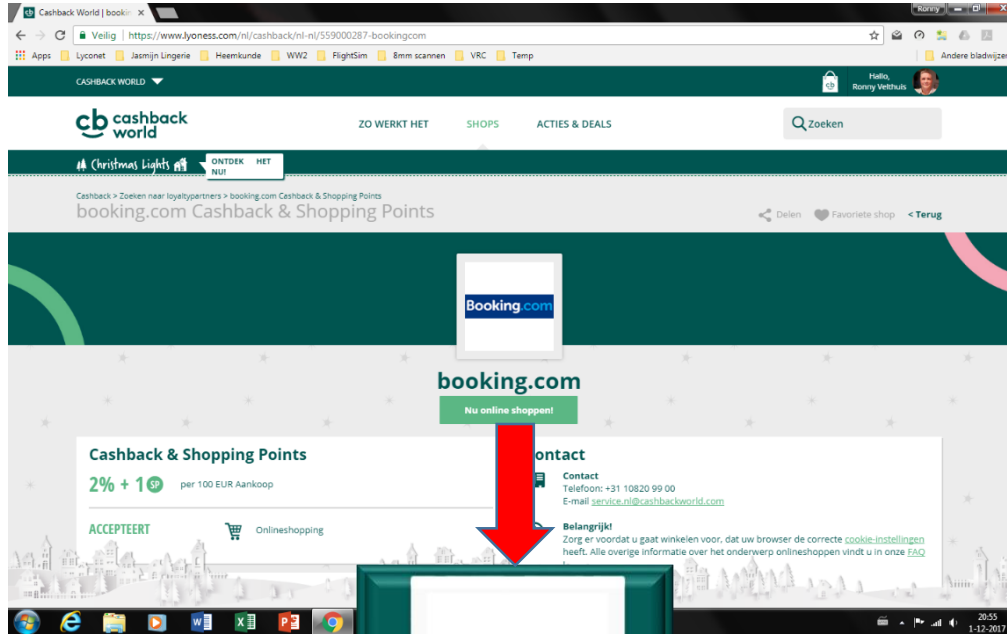 Cashback World | bookin
Ronny
Veilig | https://www.lyoness.com/nl/cashback/nl-nl/559000287-bookingcom
Apps Lyconet Jasmijn Lingerie Heemkunde WW2 FlightSim 8mm scannen VRC Temp Andere bladwijzer
CASHBACK WORLD
Hallo,
Ronny Velthuis
cb cashback
world
ZO WERKT HET SHOPS ACTIES & DEALS Zoeken
Christmas Lights
ONTDEK HET
NU!
Cashback > Zoeken naar loyaltypartners > booking.com Cashback & Shopping Points
booking.com Cashback & Shopping Points
Delen Favoriete shop < Terug
Booking.com
booking.com
Nu online shoppen!
Cashback & Shopping Points
2% + 1 SP per 100 EUR Aankoop
ACCEPTEERT Onlineshopping
ontact
Contact
Telefoon: +31 10820 99 00
E-mail service.nl@cashbackworld.com
Belangrijk!
Zorg er voordat u gaat winkelen voor, dat uw browser de correcte cookie-instellingen
heeft. Alle overige informatie over het onderwerp onlineshoppen vindt u in onze FAQ
20:55
1-12-2017